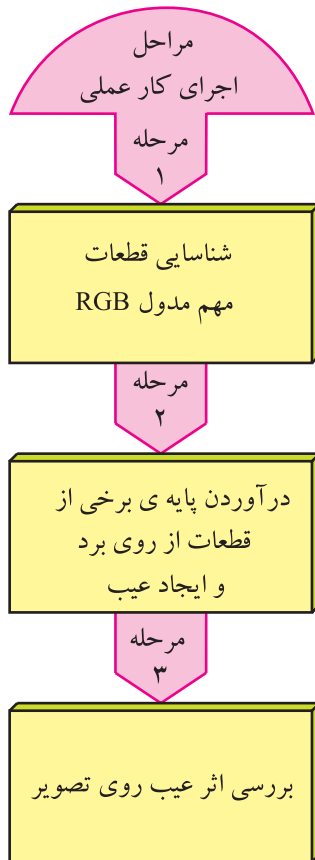 مراحل
اجرای کار عملی
مرحله
۱
شناسایی قطعات
مهم مدول RGB
مرحله
۲
درآوردن پایه ی برخی از
قطعات از روی برد
و ایجاد عیب
مرحله
۳
بررسی اثر عیب روی تصویر